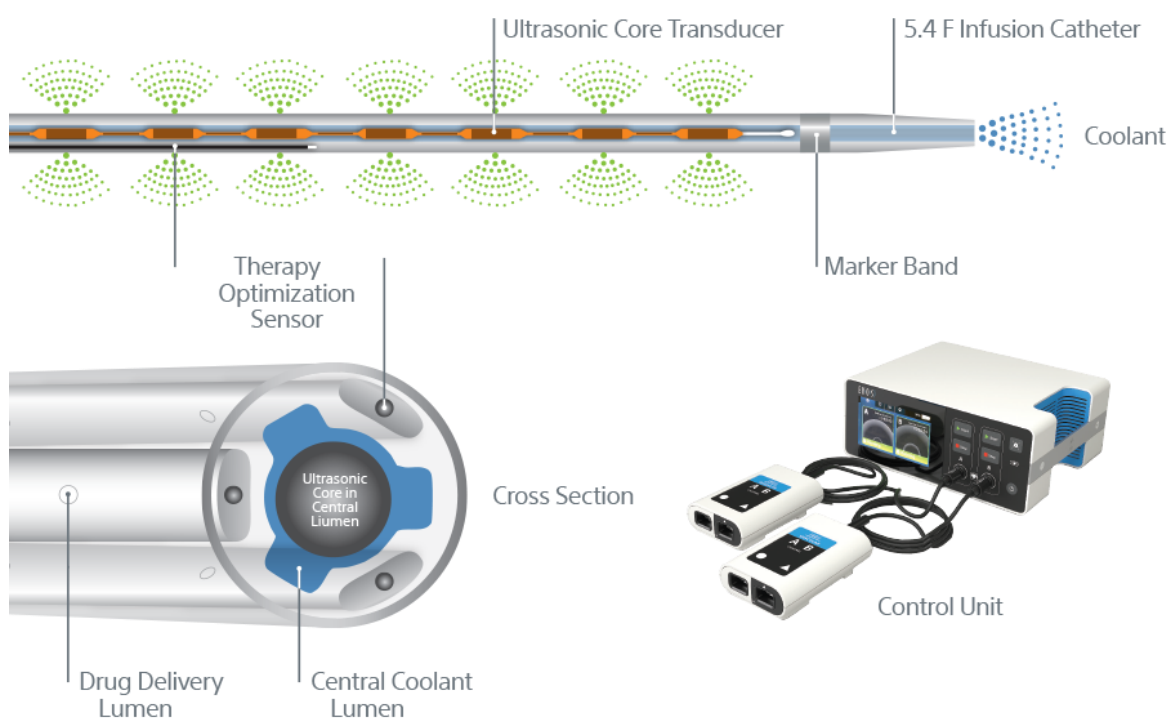 Ultrasonic Core Transducer
5.4 F Infusion Catheter
Coolant
Therapy
Optimization
Sensor
Marker Band
Ultrasonic
Core in
Central
Liumen
Cross Section
EKOS
A
B
A B
A B
Control Unit
Drug Delivery
Lumen
Central Coolant
Lumen